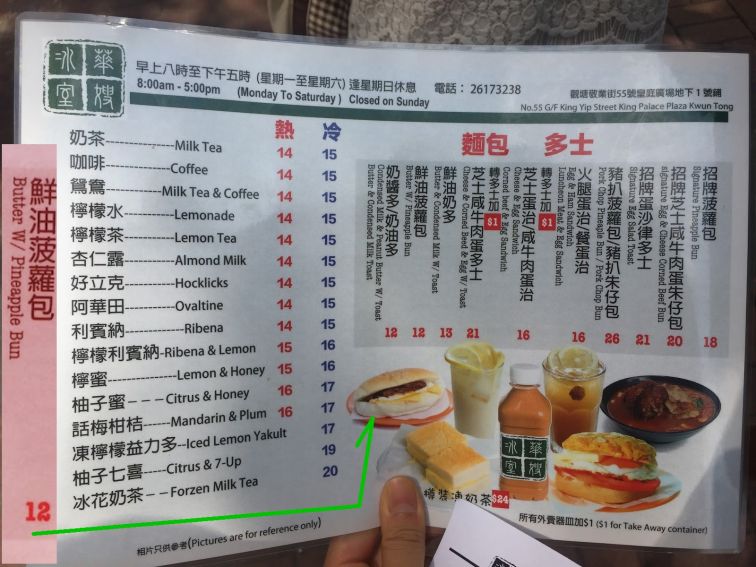 華嫂冰室
早上八時至下午五時 (星期一至星期六) 逢星期日休息 電話: 26173238
8:00am - 5:00pm (Monday To Saturday) Closed on Sunday
觀塘敬業街55號皇庭廣場地下1號鋪
No.55 G/F King Yip Street King Palace Plaza Kwun Tong
熱 冷
奶茶---------------Milk Tea 14 15
咖啡---------------Coffee 14 15
鴛鴦---------------Milk Tea & Coffee 14 15
檸檬水-------------Lemonade 14 15
檸檬茶-------------Lemon Tea 14 15
杏仁露-------------Almond Milk 14 15
好立克-------------Hocklicks 14 15
阿華田-------------Ovaltine 14 15
利賓納-------------Ribena 14 15
檸檬利賓納-Ribena & Lemon 15 16
檸蜜---------------Lemon & Honey 15 16
柚子蜜---Citrus & Honey 16 17
話梅柑桔------Mandarin & Plum 16 17
凍檸檬益力多--Iced Lemon Yakult 17
柚子七喜-----Citrus & 7-Up 19
冰花奶茶--Forzen Milk Tea 20
相片只供參考(Pictures are for reference only)
麵包 多士
招牌菠蘿包
Signature Pineapple Bun
18
招牌芝士咸牛肉蛋朱仔包
signature Egg & Cheese Corned Beef Bun
20
招牌蛋沙律多士
Signature Egg Salad Toast
21
豬扒菠蘿包/豬扒朱仔包
Pork Chop Pineaple Bun / Pork Chop Bun
26
火腿蛋治/餐蛋治
Egg & Ham Sandwinh
Luncheon Meat & Egg Sandwinh
16
轉多士加$1
芝士蛋治/咸牛肉蛋治
Cheese & Egg Sandwinh
Corned beef & Egg Sandwinh
16
轉多士加$1
芝士咸牛肉蛋多士
Cheese & Corned Beed & Egg W/ Toast
21
鮮油奶多
Butter & Condensed Milk W/ Toast
13
鮮油菠蘿包
Butter W/ Pineapple Bun
12
奶醬多/奶油多
Condensed Milk & Peanut Butter W/ Toast
Butter & Condensed Milk Toast
12
華嫂冰室
樽裝凍奶茶$24
所有外賣器皿加$1 ($1 for Take Away container)
鮮油菠蘿包
Butter W/ Pineapple Bun
12